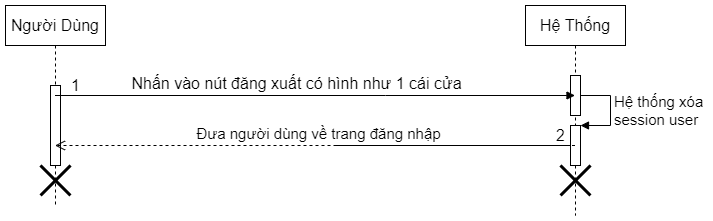 Người Dùng
Hệ Thống
1
Nhấn vào nút đăng xuất có hình như 1 cái cửa
Hệ thống xóa
session user
Đưa người dùng về trang đăng nhập
2